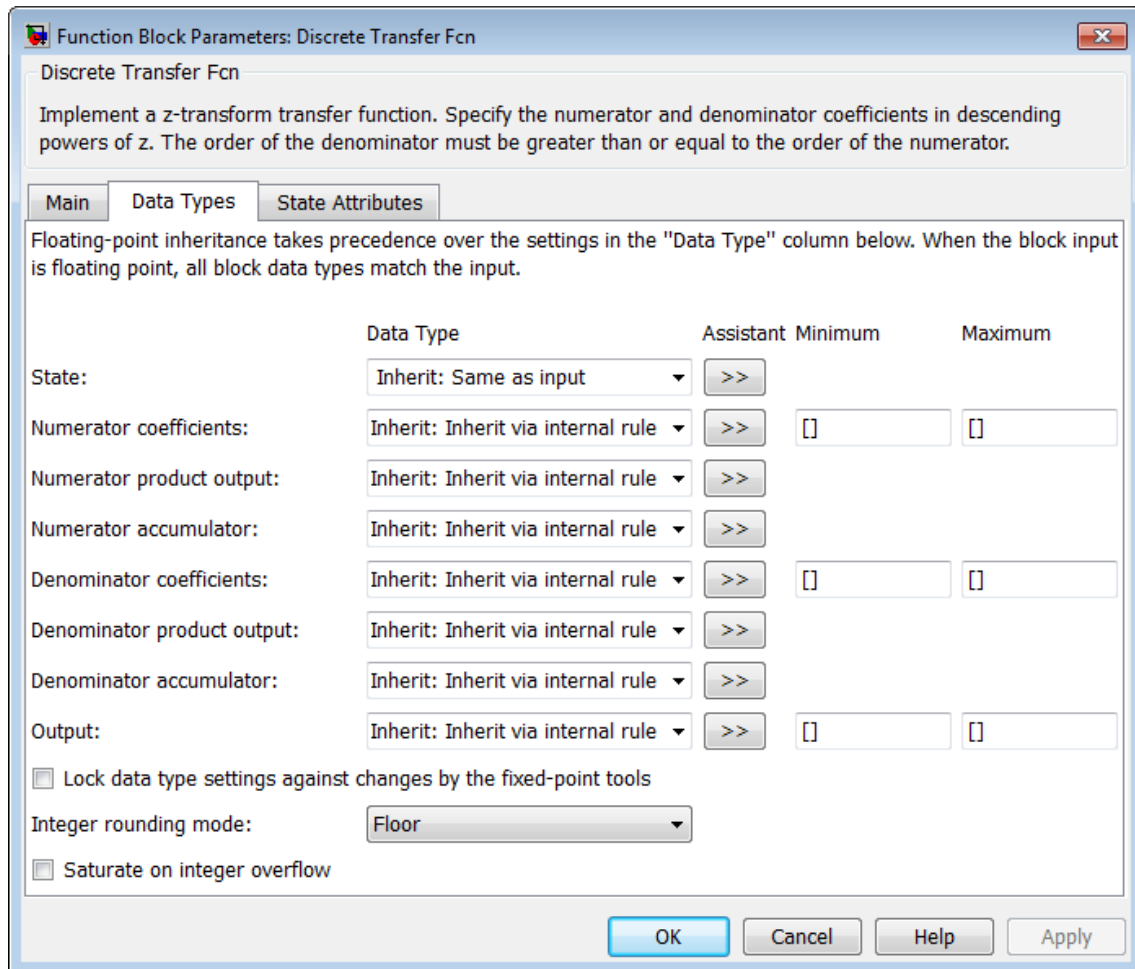 Function Block Parameters: Discrete Transfer Fcn
Discrete Transfer Fcn
Implement a z-transform transfer function. Specify the numerator and denominator coefficients in descending
powers of z. The order of the denominator must be greater than or equal to the order of the numerator.
Main Data Types State Attributes
Floating-point inheritance takes precedence over the settings in the "Data Type" column below. When the block input
is floating point, all block data types match the input.
Data Type Assistant Minimum Maximum
State: Inherit: Same as input >>
Numerator coefficients: Inherit: Inherit via internal rule >> [] []
Numerator product output: Inherit: Inherit via internal rule >>
Numerator accumulator: Inherit: Inherit via internal rule >>
Denominator coefficients: Inherit: Inherit via internal rule >> [] []
Denominator product output: Inherit: Inherit via internal rule >>
Denominator accumulator: Inherit: Inherit via internal rule >>
Output: Inherit: Inherit via internal rule >> [] []
Lock data type settings against changes by the fixed-point tools
Integer rounding mode: Floor
Saturate on integer overflow
OK Cancel Help Apply